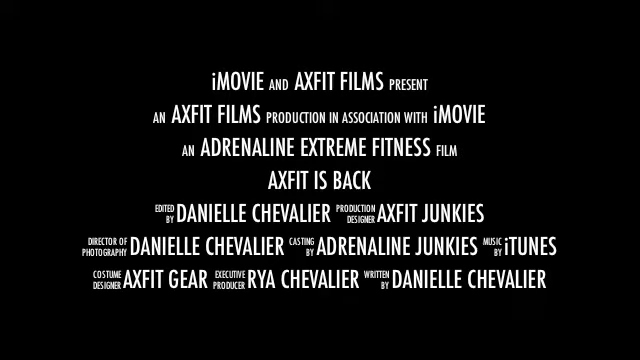 iMOVIE AND AXFIT FILMS PRESENT
AN AXFIT FILMS PRODUCTION IN ASSOCIATION WITH iMOVIE
AN ADRENALINE EXTREME FITNESS FILM
AXFIT IS BACK
EDITED BY DANIELLE CHEVALIER PRODUCTION DESIGNER AXFIT JUNKIES
DIRECTOR OF PHOTOGRAPHY DANIELLE CHEVALIER CASTING BY ADRENALINE JUNKIES MUSIC BY iTUNES
COSTUME DESIGNER AXFIT GEAR EXECUTIVE PRODUCER RYA CHEVALIER WRITTEN BY DANIELLE CHEVALIER